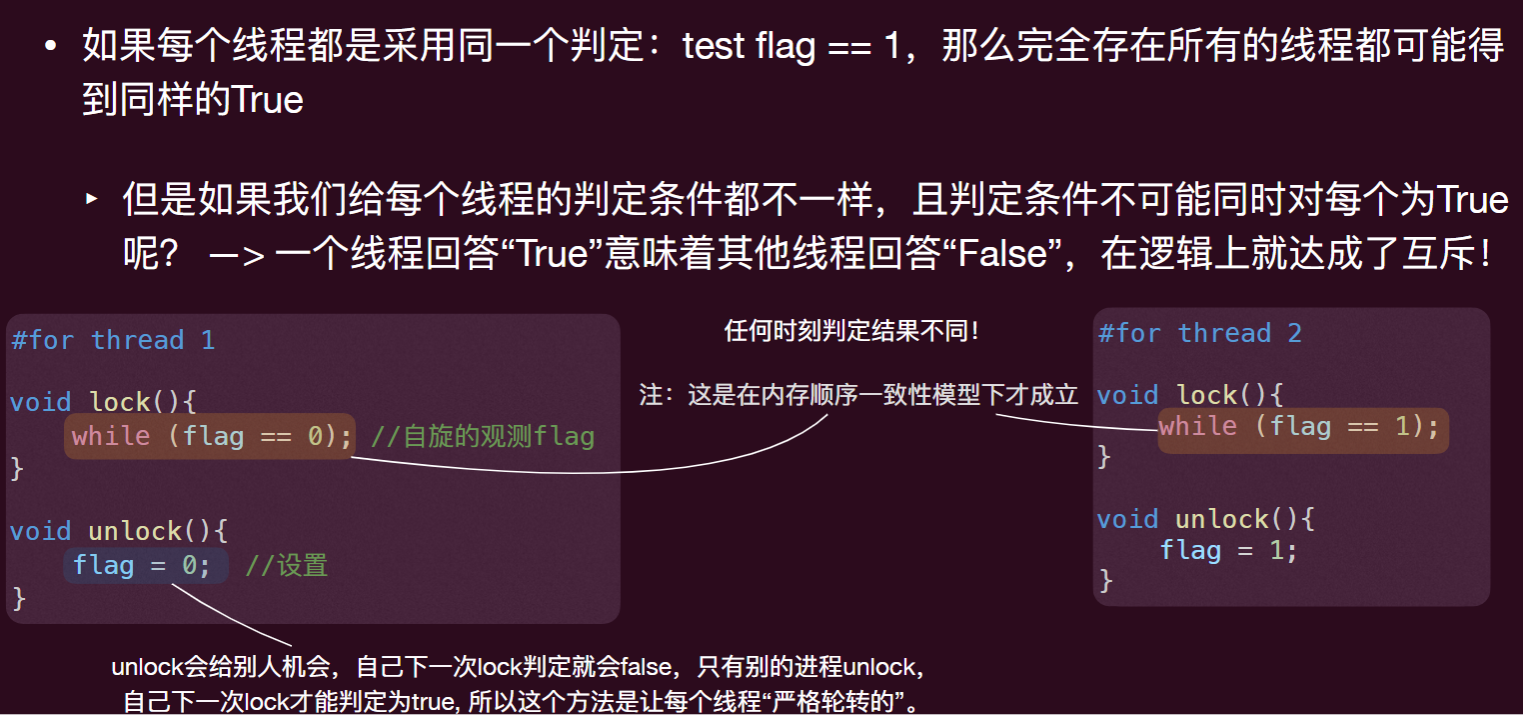 • 如果每个线程都是采用同一个判定：test flag == 1，那么完全存在所有的线程都可能得
到同样的True
‣ 但是如果我们给每个线程的判定条件都不一样，且判定条件不可能同时对每个为True
呢？ —> 一个线程回答“True”意味着其他线程回答“False”，在逻辑上就达成了互斥！
#for thread 1
void lock(){
while (flag == 0); //自旋的观测flag
}
void unlock(){
flag = 0; //设置
}
任何时刻判定结果不同！
注：这是在内存顺序一致性模型下才成立
#for thread 2
void lock(){
while (flag == 1);
}
void unlock(){
flag = 1;
}
unlock会给别人机会，自己下一次lock判定就会false，只有别的进程unlock，
自己下一次lock才能判定为true, 所以这个方法是让每个线程“严格轮转的”。